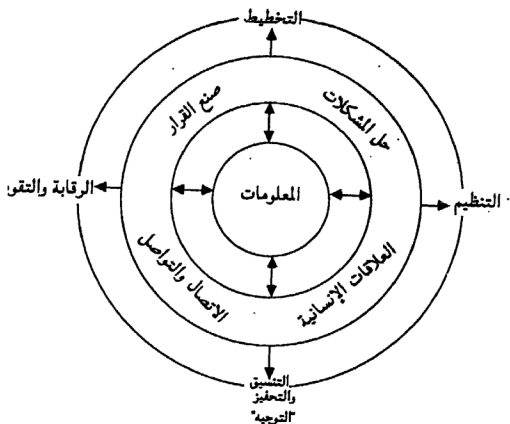 التخطيط
صنع القرار
حل المشكلات
الرقابة والتقو
المعلومات
التنظيم
الاتصال والتواصل
العلاقات الإنسانية
التنسيق
والتحفيز
"التوجيه"